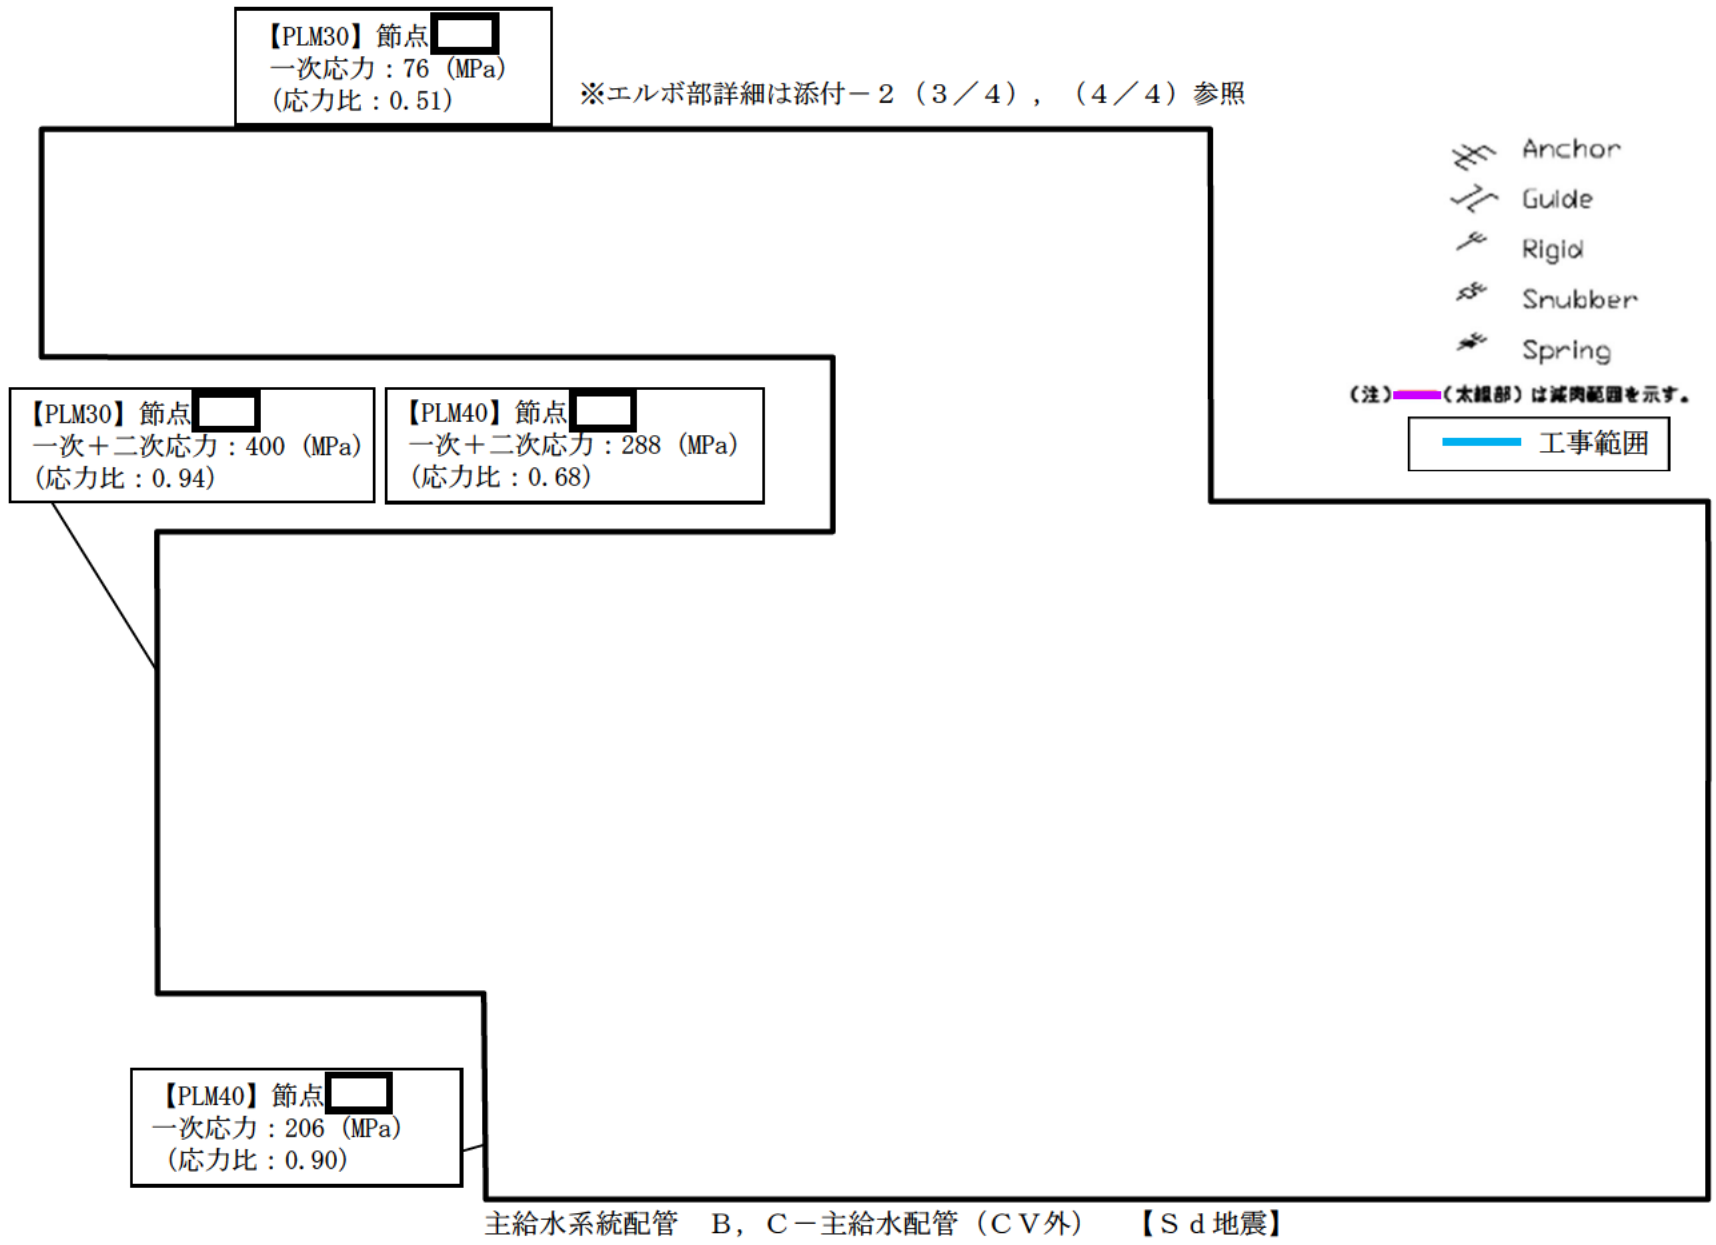 【PLM30】節点
一次応力：76 (MPa)
(応力比：0.51)
※エルボ部詳細は添付－２（３／４），（４／４）参照
Anchor
Guide
Rigid
Snubber
Spring
（注）（太線部）は減肉範囲を示す。
工事範囲
【PLM30】節点
一次＋二次応力：400 (MPa)
(応力比：0.94)
【PLM40】節点
一次＋二次応力：288 (MPa)
(応力比：0.68)
【PLM40】節点
一次応力：206 (MPa)
(応力比：0.90)
主給水系統配管　Ｂ，Ｃ－主給水配管（ＣＶ外）　【Ｓｄ地震】